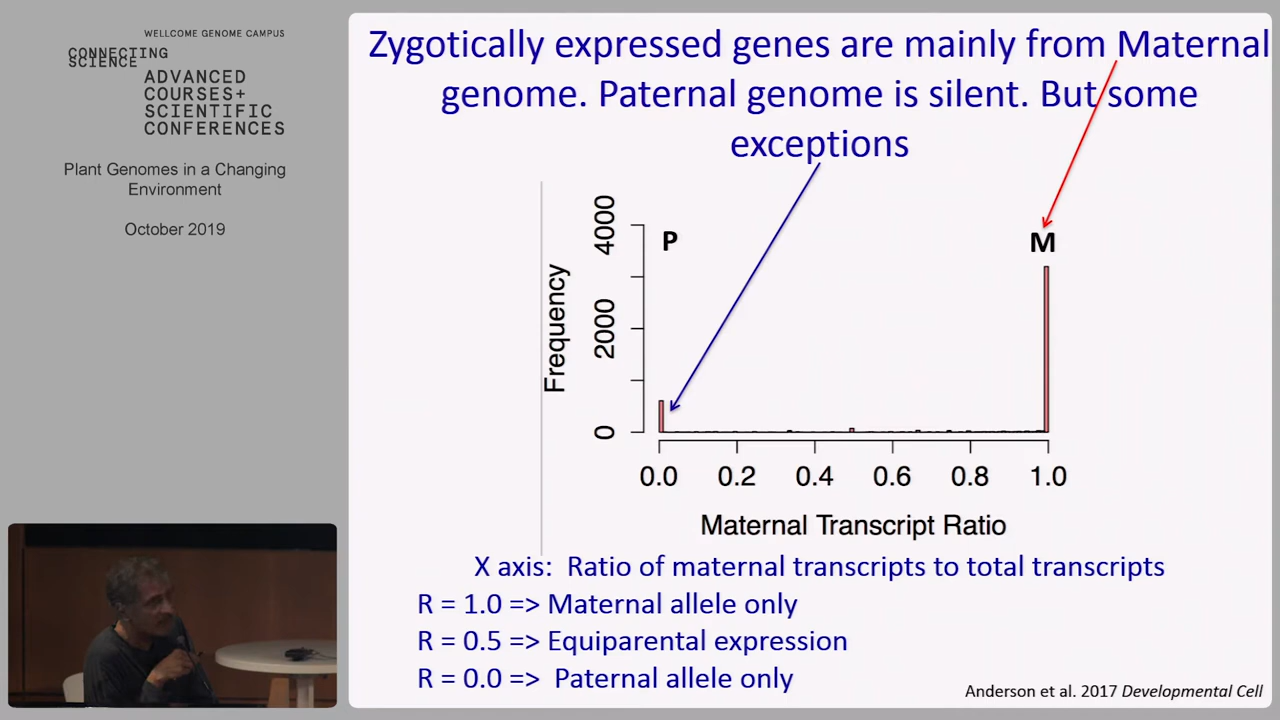 WELLCOME GENOME CAMPUS
CONNECTING
SCIENCE
ADVANCED
COURSES+
SCIENTIFIC
CONFERENCES
Plant Genomes in a Changing
Environment
October 2019
Zygotically expressed genes are mainly from Maternal
genome. Paternal genome is silent. But some
exceptions
P
M
Frequency
4000
2000
0
0.0 0.2 0.4 0.6 0.8 1.0
Maternal Transcript Ratio
X axis: Ratio of maternal transcripts to total transcripts
R = 1.0 => Maternal allele only
R = 0.5 => Equiparental expression
R = 0.0 => Paternal allele only
Anderson et al. 2017 Developmental Cell